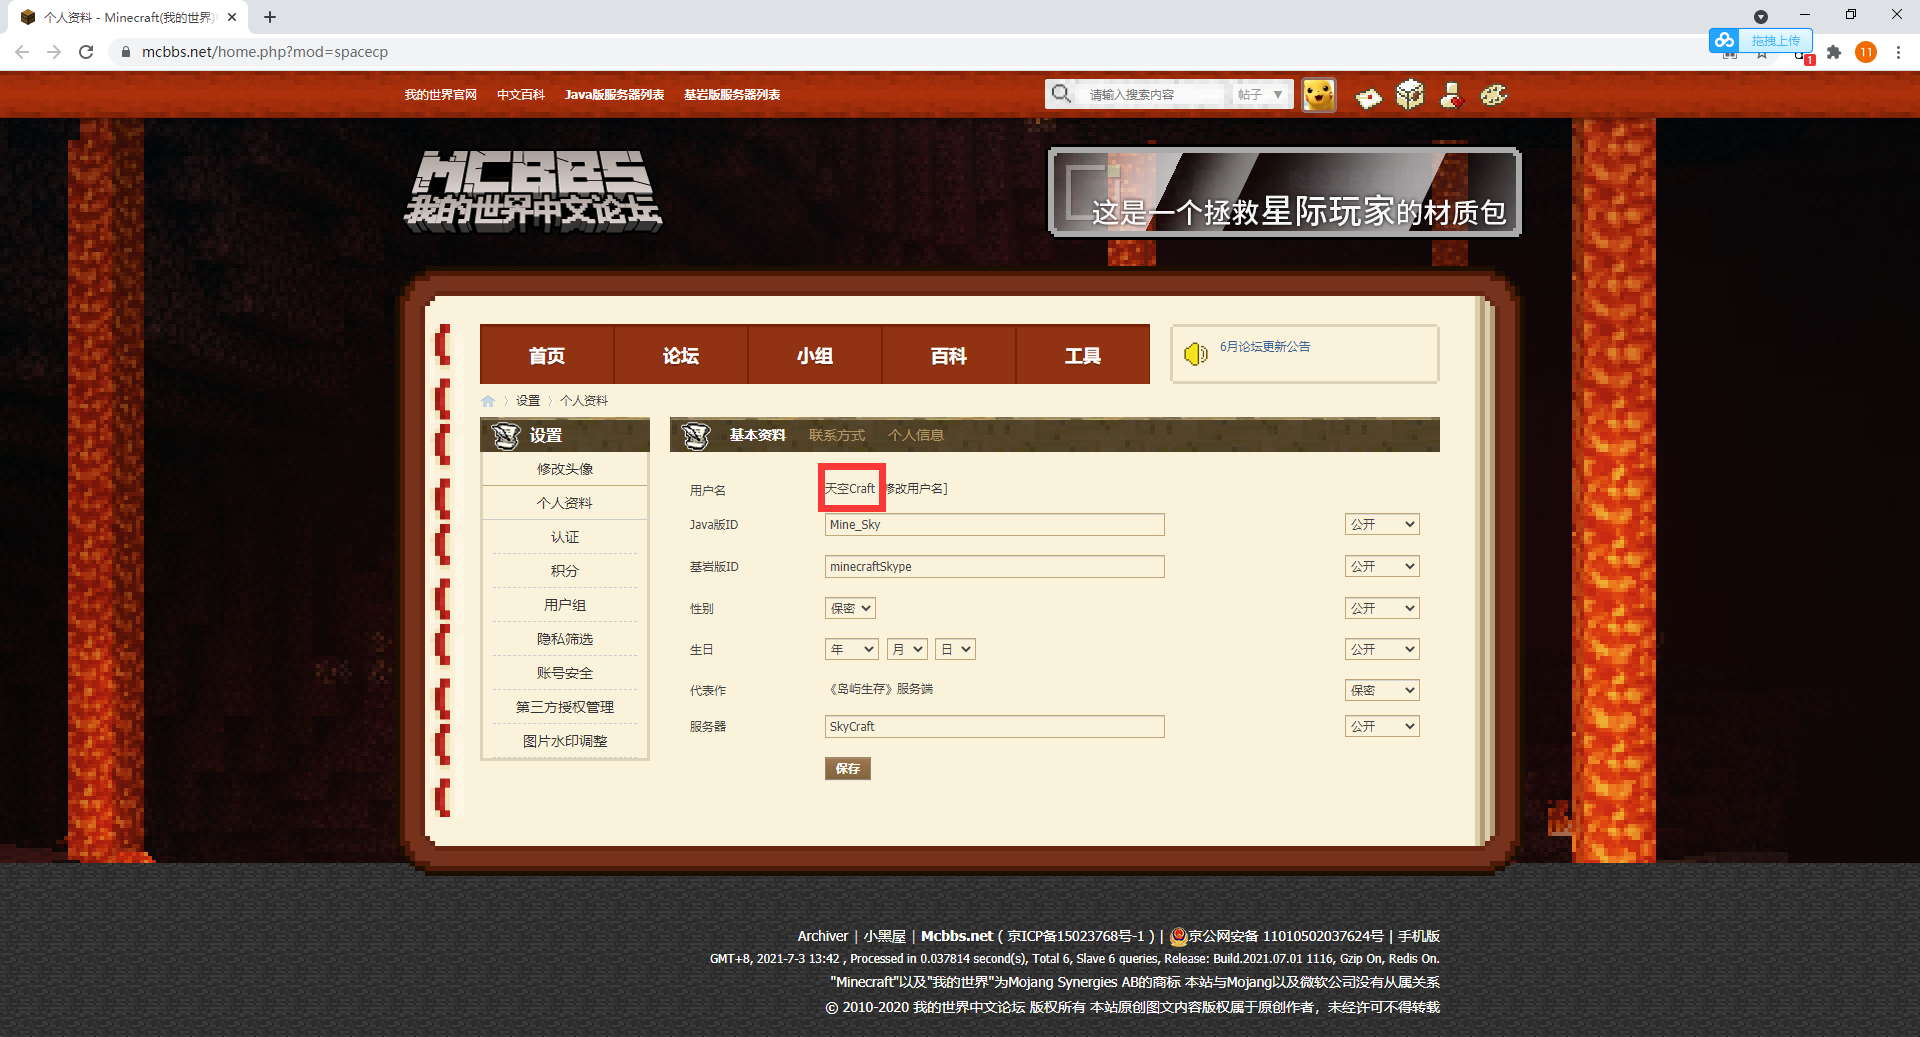 个人资料 - Minecraft(我的世界)
mcbbs.net/home.php?mod=spacecp
拖拽上传
1
11
我的世界官网 中文百科 Java版服务器列表 基岩版服务器列表
请输入搜索内容 帖子
MCBBS
我的世界中文论坛
这是一个拯救星际玩家的材质包
首页 论坛 小组 百科 工具
6月论坛更新公告
设置 〉 个人资料
设置
修改头像
个人资料
认证
积分
用户组
隐私筛选
账号安全
第三方授权管理
图片水印调整
基本资料 联系方式 个人信息
用户名 天空Craft 修改用户名]
Java版ID Mine_Sky 公开
基岩版ID minecraftSkype 公开
性别 保密 公开
生日 年 月 日 公开
代表作 《岛屿生存》服务端 保密
服务器 SkyCraft 公开
保存
Archiver | 小黑屋 | Mcbbs.net ( 京ICP备15023768号-1 ) | 京公网安备 11010502037624号 | 手机版
GMT+8, 2021-7-3 13:42 , Processed in 0.037814 second(s), Total 6, Slave 6 queries, Release: Build.2021.07.01 1116, Gzip On, Redis On.
"Minecraft"以及"我的世界"为Mojang Synergies AB的商标 本站与Mojang以及微软公司没有从属关系
© 2010-2020 我的世界中文论坛 版权所有 本站原创图文内容版权属于原创作者，未经许可不得转载